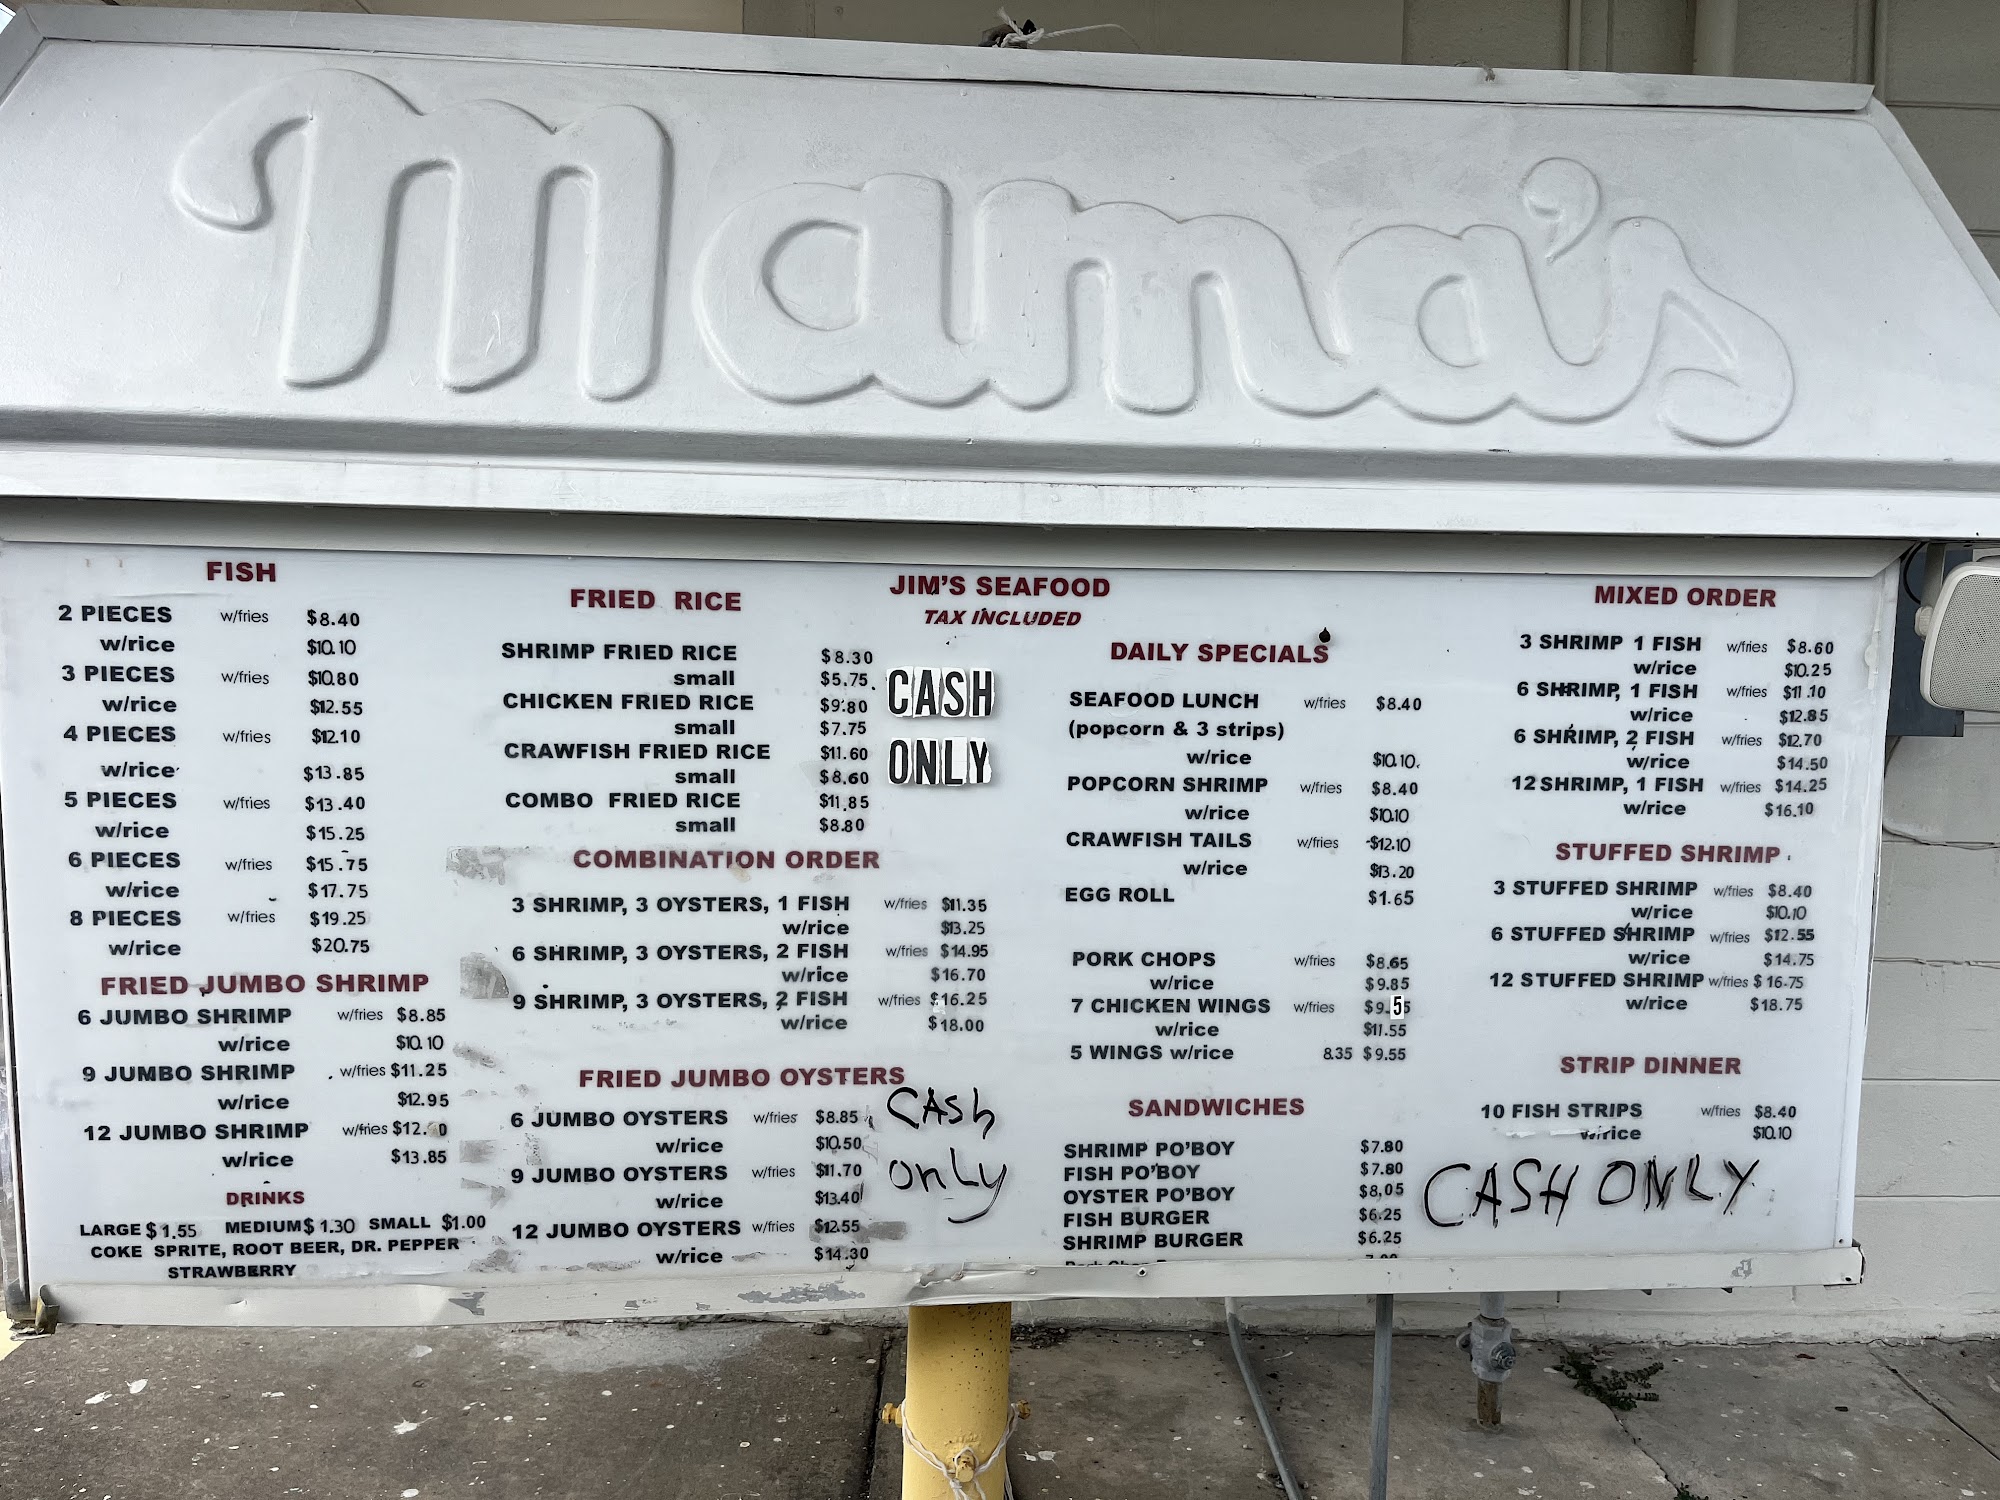 Mama's
FISH
2 PIECES w/fries $8.40
w/rice $10.10
3 PIECES w/fries $10.80
w/rice $12.55
4 PIECES w/fries $12.10
w/rice $13.85
5 PIECES w/fries $13.40
w/rice $15.25
6 PIECES w/fries $15.75
w/rice $17.75
8 PIECES w/fries $19.25
w/rice $20.75
FRIED JUMBO SHRIMP
6 JUMBO SHRIMP w/fries $8.85
w/rice $10.10
9 JUMBO SHRIMP w/fries $11.25
w/rice $12.95
12 JUMBO SHRIMP w/fries
w/rice $13.85
DRINKS
LARGE $1.55 MEDIUM $1.30 SMALL $1.00
COKE SPRITE, ROOT BEER, DR. PEPPER
STRAWBERRY
FRIED RICE
SHRIMP FRIED RICE $8.30
small $5.75
CHICKEN FRIED RICE $9.80
small $7.75
CRAWFISH FRIED RICE $11.60
small $8.60
COMBO FRIED RICE $11.85
small $8.80
COMBINATION ORDER
3 SHRIMP, 3 OYSTERS, 1 FISH w/fries $11.35
w/rice $13.25
6 SHRIMP, 3 OYSTERS, 2 FISH w/fries $14.95
w/rice $16.70
9 SHRIMP, 3 OYSTERS, 2 FISH w/fries $16.25
w/rice $18.00
FRIED JUMBO OYSTERS
6 JUMBO OYSTERS w/fries $8.85
w/rice $10.50
9 JUMBO OYSTERS w/fries $11.70
w/rice $13.40
12 JUMBO OYSTERS w/fries $12.55
w/rice $14.30
JIM'S SEAFOOD
TAX INCLUDED
CASH
ONLY
CASh
onLy
DAILY SPECIALS
SEAFOOD LUNCH w/fries $8.40
(popcorn & 3 strips)
w/rice $10.10
POPCORN SHRIMP w/fries $8.40
w/rice $10.10
CRAWFISH TAILS w/fries $12.10
w/rice $13.20
EGG ROLL $1.65
PORK CHOPS w/fries $8.65
w/rice $9.85
7 CHICKEN WINGS w/fries
w/rice $11.55
5 WINGS w/rice 8.35 $9.55
SANDWICHES
SHRIMP PO'BOY $7.80
FISH PO'BOY $7.80
OYSTER PO'BOY $8.05
FISH BURGER $6.25
SHRIMP BURGER $6.25
MIXED ORDER
3 SHRIMP 1 FISH w/fries $8.60
w/rice $10.25
6 SHRIMP, 1 FISH w/fries $11.10
w/rice $12.85
6 SHRIMP, 2 FISH w/fries $12.70
w/rice $14.50
12 SHRIMP, 1 FISH w/fries $14.25
w/rice $16.10
STUFFED SHRIMP
3 STUFFED SHRIMP w/fries $8.40
w/rice $10.10
6 STUFFED SHRIMP w/fries $12.55
w/rice $14.75
12 STUFFED SHRIMP w/fries $16.75
w/rice $18.75
STRIP DINNER
10 FISH STRIPS w/fries $8.40
w/rice $10.10
CASH ONLY